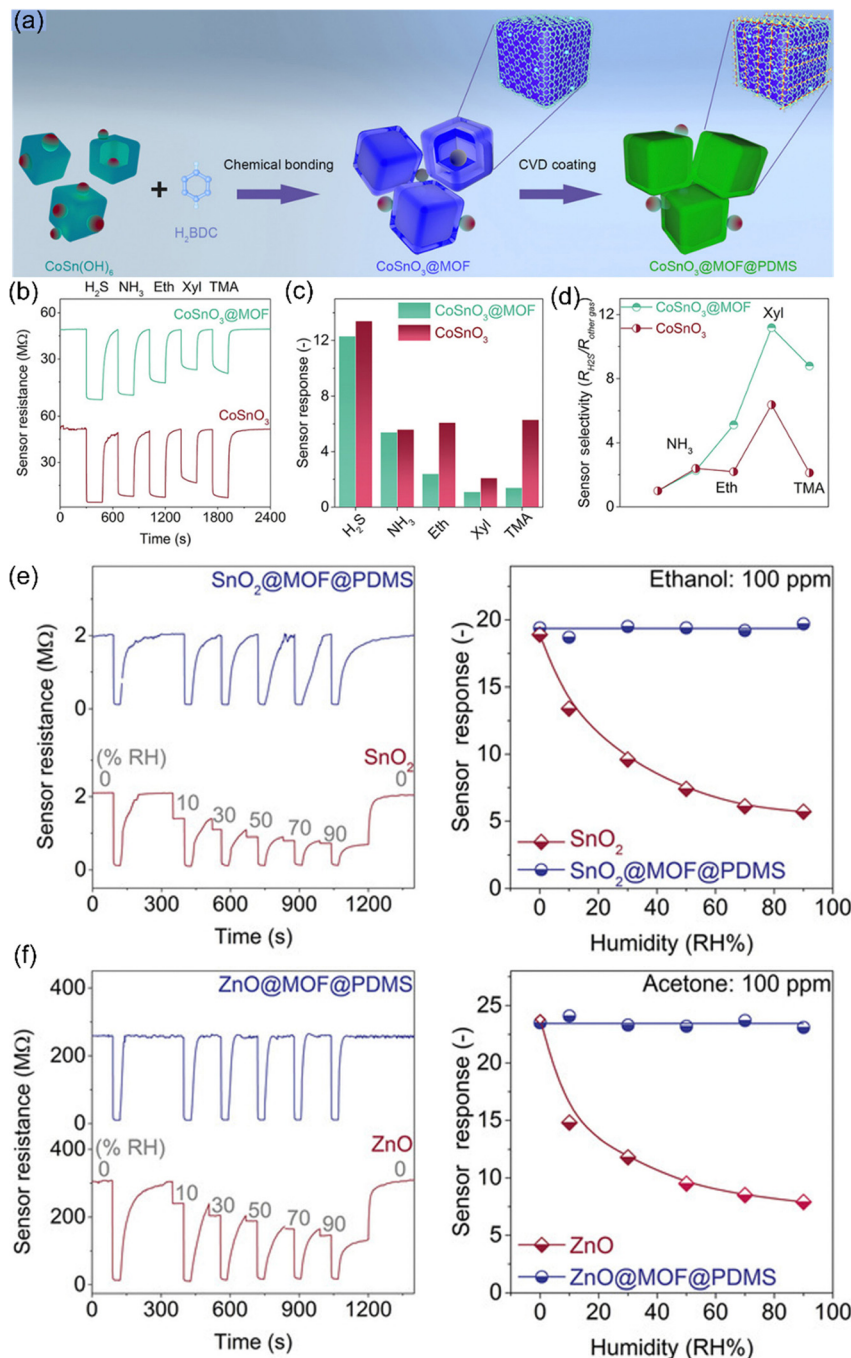 (a)
Chemical bonding
CVD coating
+
H₂BDC
CoSn(OH)₆
CoSnO₃@MOF
CoSnO₃@MOF@PDMS
(b)
H₂S NH₃ Eth Xyl TMA
CoSnO₃@MOF
CoSnO₃
Sensor resistance (MΩ)
60
30
60
30
0 600 1200 1800 2400
Time (s)
(c)
CoSnO₃@MOF
CoSnO₃
Sensor response (-)
12
8
4
0
H₂S NH₃ Eth Xyl TMA
(d)
CoSnO₃@MOF
CoSnO₃
Sensor selectivity (R_H2S/R_other gas)
12
8
4
0
Xyl
NH₃
Eth
TMA
(e)
SnO₂@MOF@PDMS
Sensor resistance (MΩ)
2
0
(% RH)
SnO₂
0 10 30 50 70 90 0
2
0
0 300 600 900 1200
Time (s)
Ethanol: 100 ppm
Sensor response (-)
25
20
15
10
5
0
SnO₂
SnO₂@MOF@PDMS
0 20 40 60 80 100
Humidity (RH%)
(f)
ZnO@MOF@PDMS
Sensor resistance (MΩ)
400
200
0
(% RH)
ZnO
0 10 30 50 70 90 0
400
200
0
0 300 600 900 1200
Time (s)
Acetone: 100 ppm
Sensor response (-)
25
20
15
10
5
0
ZnO
ZnO@MOF@PDMS
0 20 40 60 80 100
Humidity (RH%)